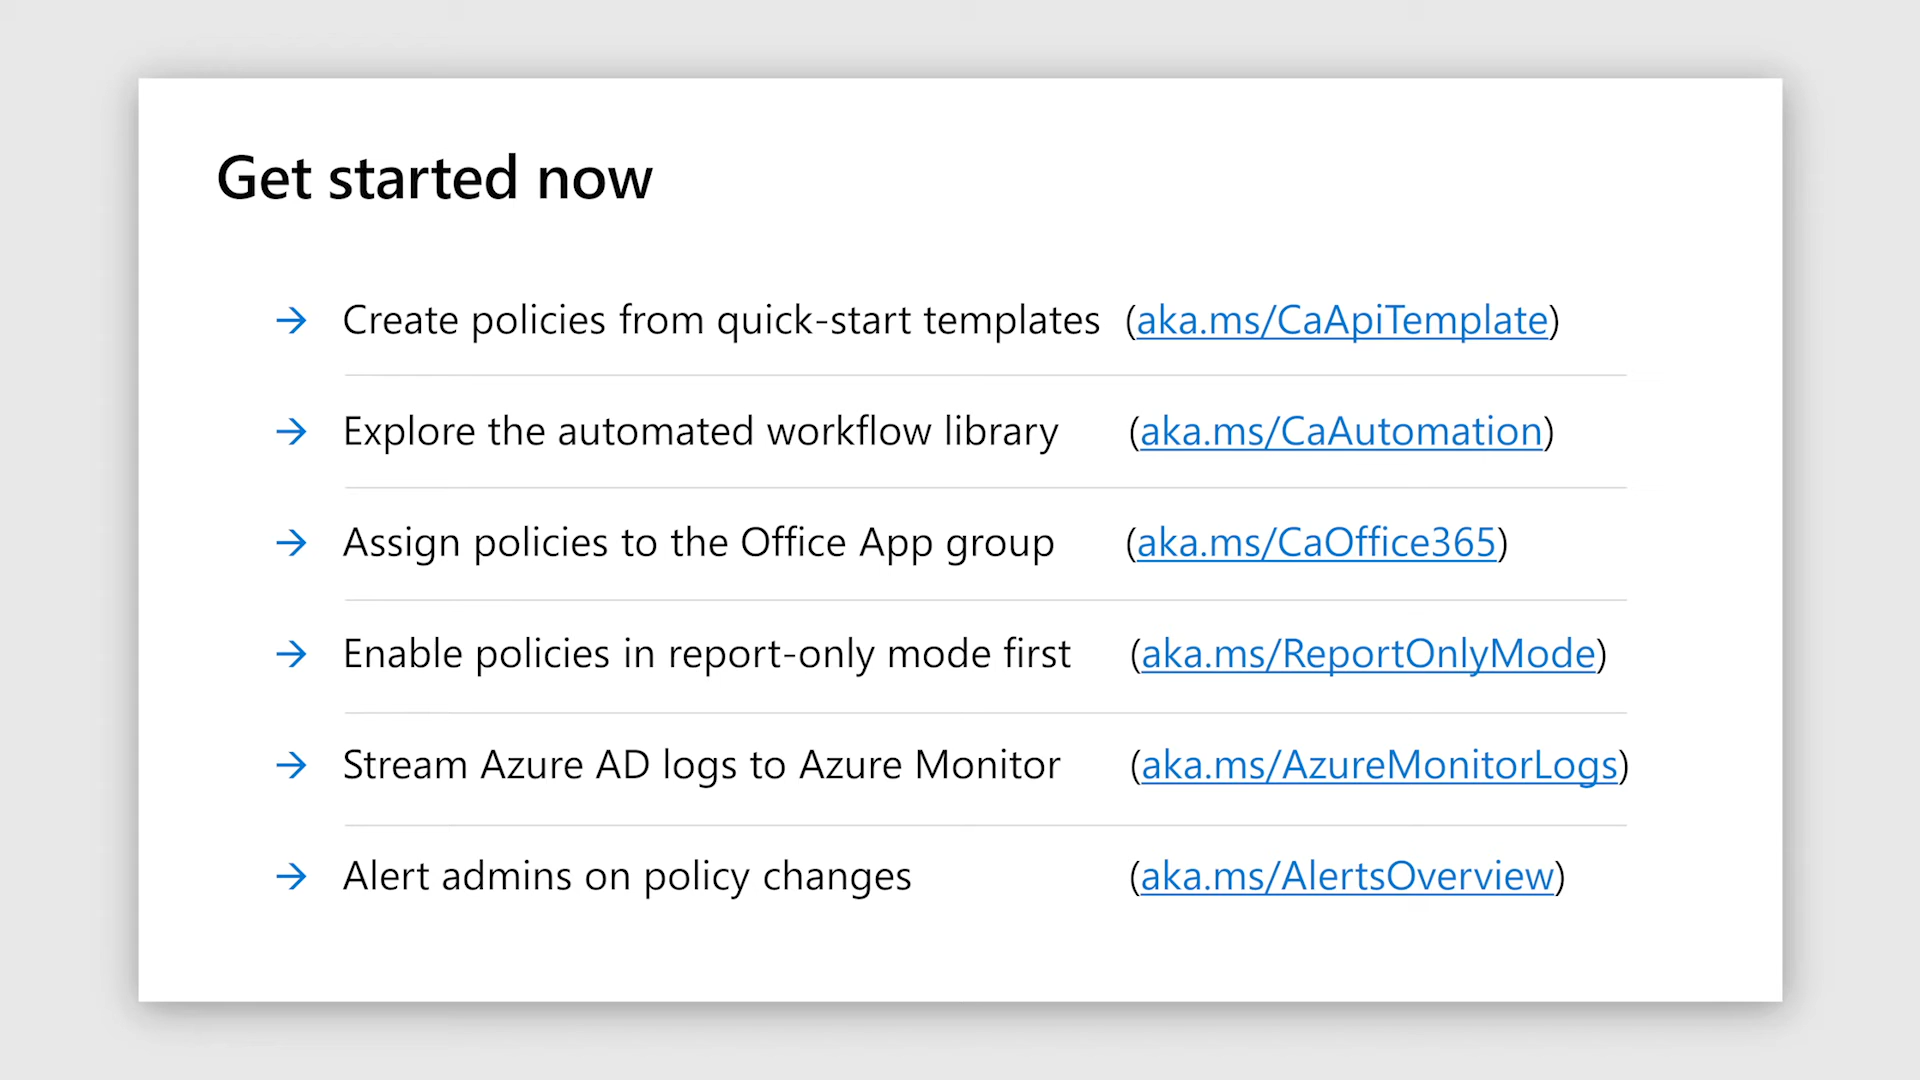 Get started now
→ Create policies from quick-start templates (aka.ms/CaApiTemplate)
→ Explore the automated workflow library (aka.ms/CaAutomation)
→ Assign policies to the Office App group (aka.ms/CaOffice365)
→ Enable policies in report-only mode first (aka.ms/ReportOnlyMode)
→ Stream Azure AD logs to Azure Monitor (aka.ms/AzureMonitorLogs)
→ Alert admins on policy changes (aka.ms/AlertsOverview)